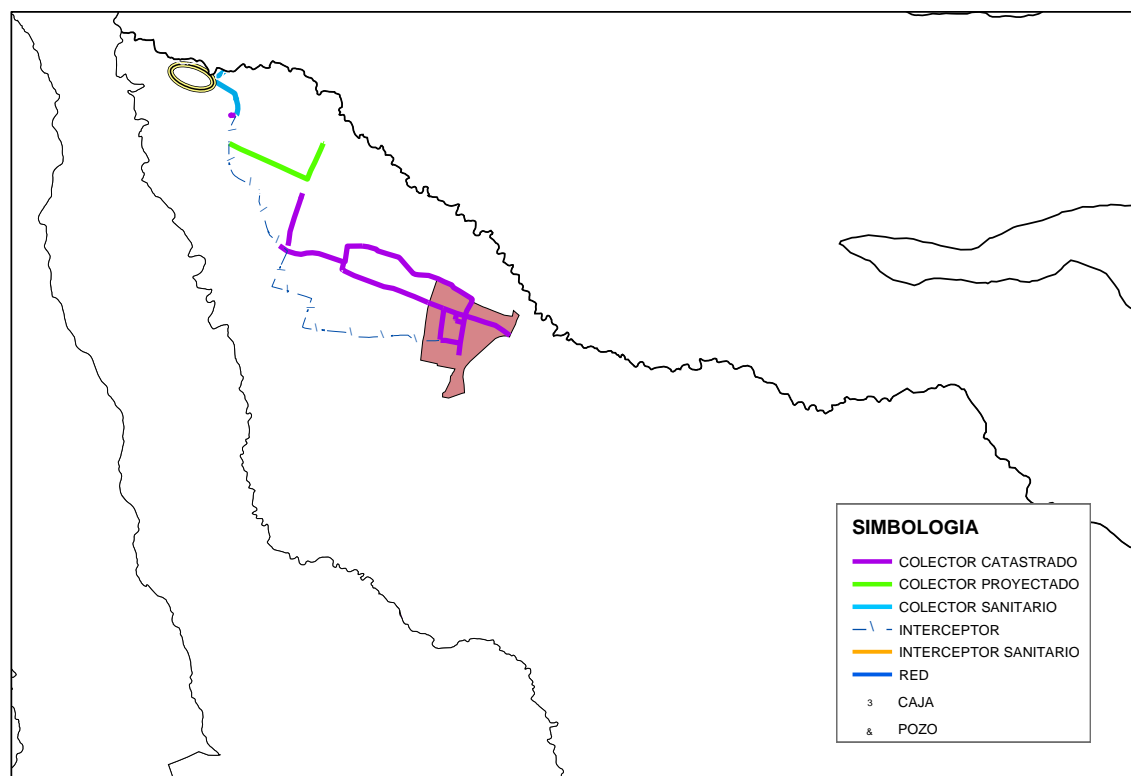 SIMBOLOGIA
COLECTOR CATASTRADO
COLECTOR PROYECTADO
COLECTOR SANITARIO
INTERCEPTOR
INTERCEPTOR SANITARIO
RED
3 CAJA
& POZO